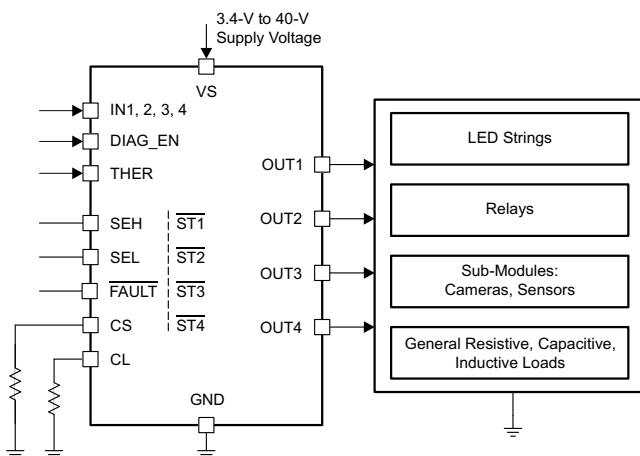 3.4-V to 40-V
Supply Voltage
VS
IN1, 2, 3, 4
DIAG_EN
THER
SEH
SEL
FAULT
CS
CL
ST1
ST2
ST3
ST4
GND
OUT1
OUT2
OUT3
OUT4
LED Strings
Relays
Sub-Modules:
Cameras, Sensors
General Resistive, Capacitive,
Inductive Loads